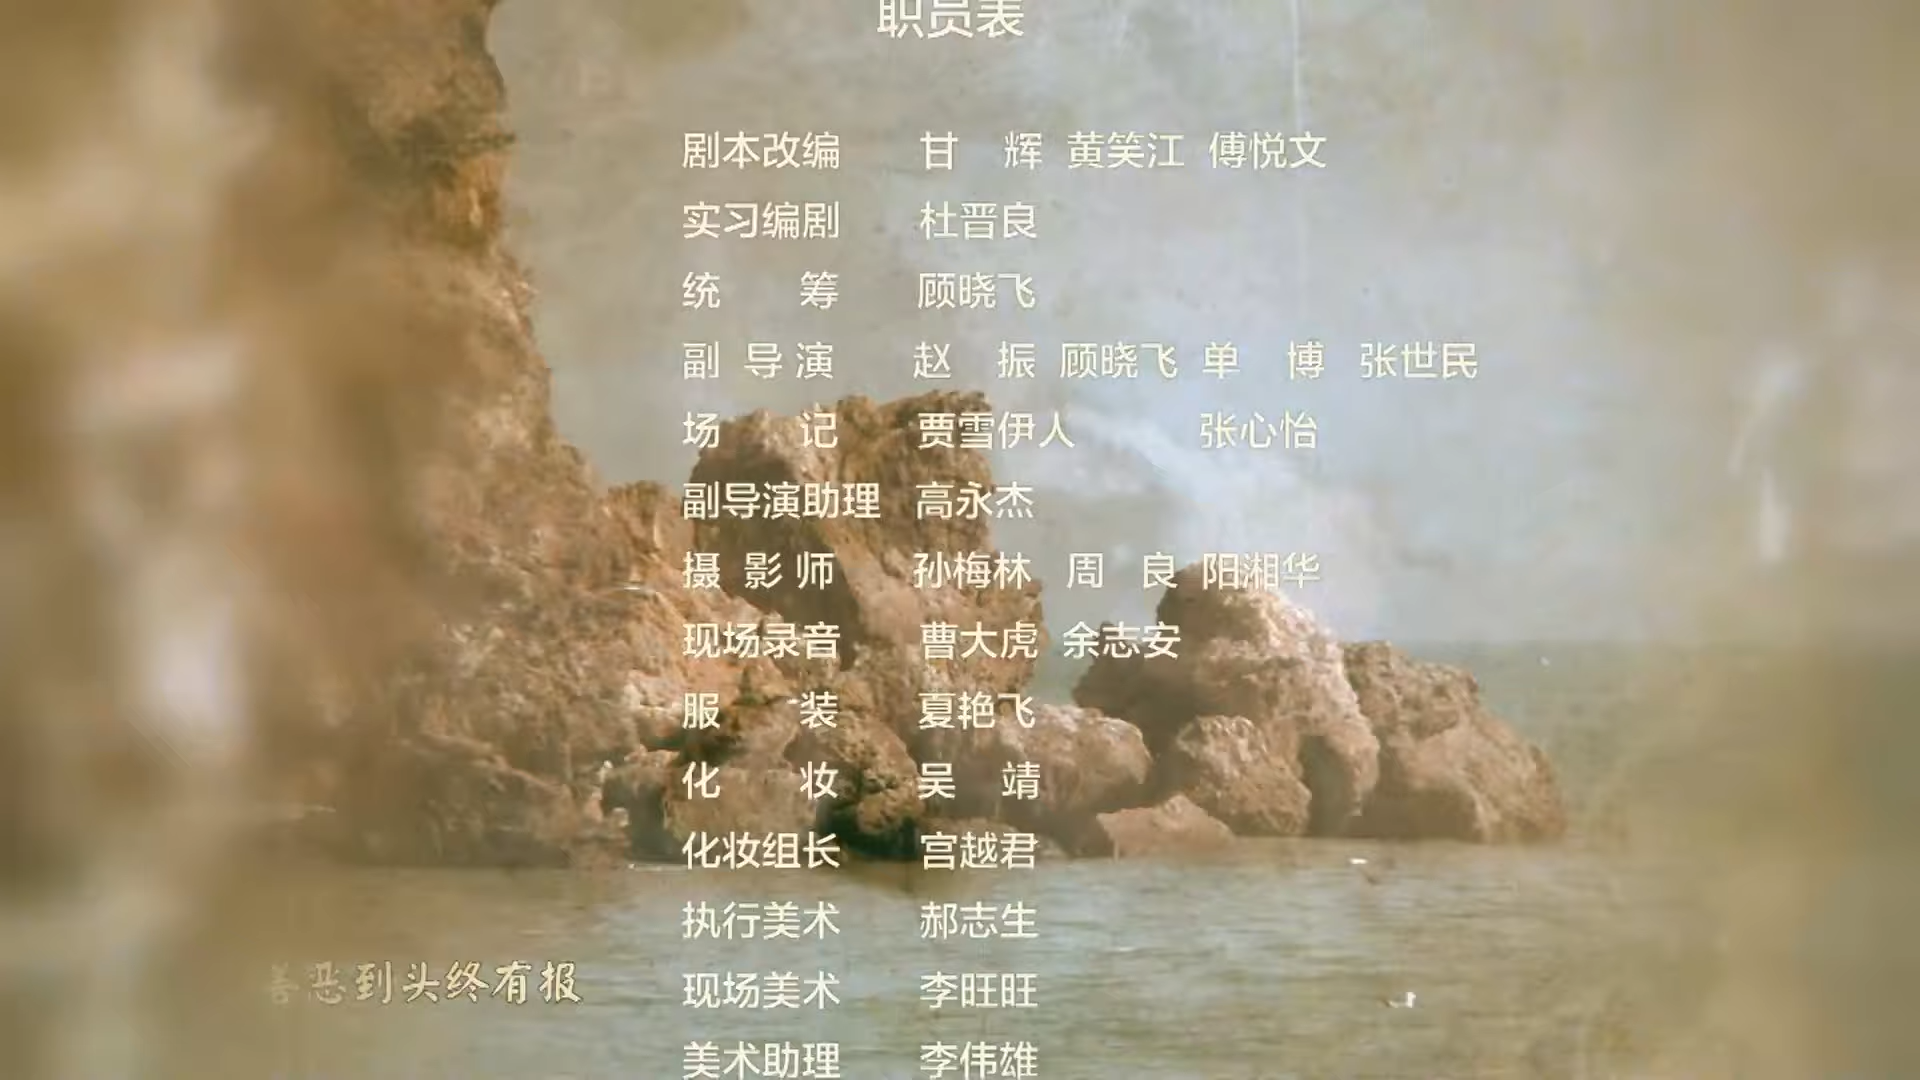 职员表
剧本改编 甘 辉 黄笑江 傅悦文
实习编剧 杜晋良
统 筹 顾晓飞
副 导 演 赵 振 顾晓飞 单 博 张世民
场 记 贾雪伊人 张心怡
副导演助理 高永杰
摄 影 师 孙梅林 周 良 阳湘华
现场录音 曹大虎 余志安
服 装 夏艳飞
化 妆 吴 靖
化妆组长 宫越君
执行美术 郝志生
善恶到头终有报
现场美术 李旺旺
美术助理 李伟雄